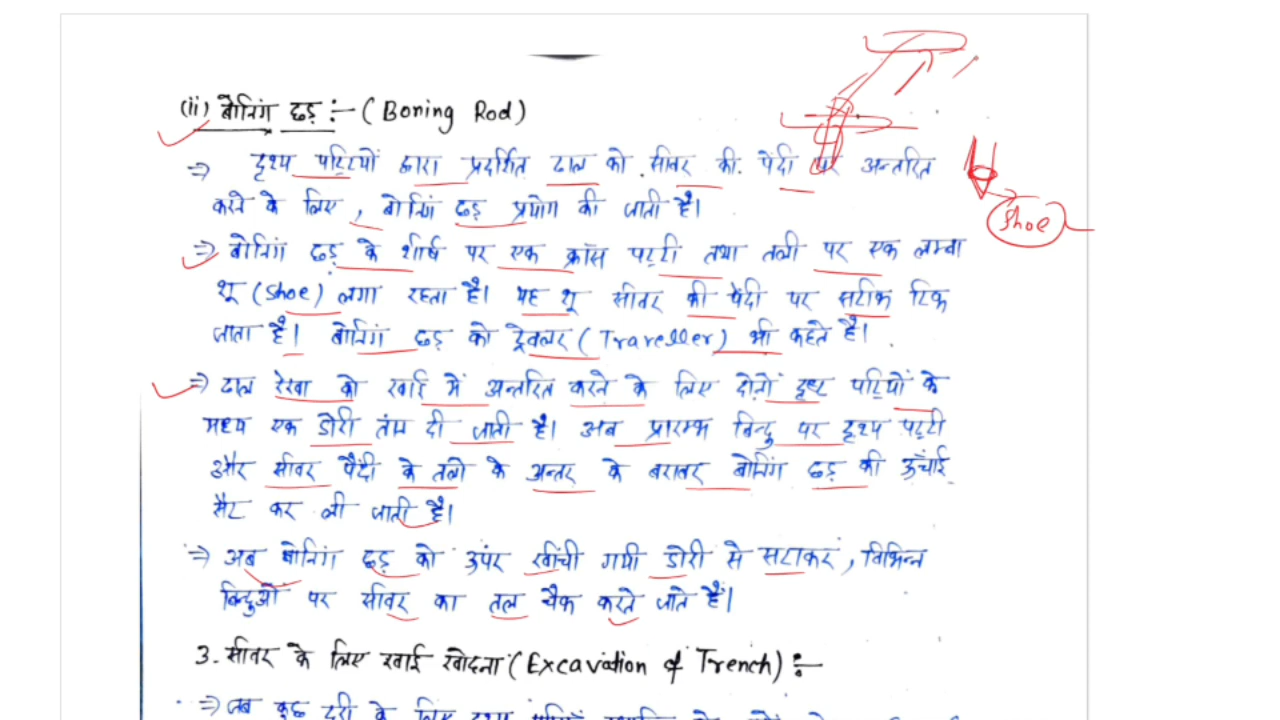 (ii) बोनिंग छड़ :- (Boning Rod)
Shoe
⇒ दृश्य पट्टियों द्वारा प्रदर्शित ढाल को सीवर की पेंदी पर अन्तरित
करने के लिए, बोनिंग छड़ प्रयोग की जाती है।
⇒ बोनिंग छड़ के शीर्ष पर एक क्रॉस पट्टी तथा तली पर एक लम्बा
शू (Shoe) लगा रहता है। यह शू सीवर की पेंदी पर सटीक टिक
जाता है। बोनिंग छड़ को ट्रेवलर (Traveller) भी कहते है।
⇒ ढाल रेखा को खाई में अन्तरित करने के लिए दोनों दृष्ट पट्टियों के
मध्य एक डोरी तान दी जाती है। अब प्रारम्भ बिन्दु पर दृश्य पट्टी
और सीवर पैंदी के तली के अन्तर के बराबर बोनिंग छड़ की ऊँचाई
सैट कर ली जाती है।
⇒ अब बोनिंग छड़ को ऊपर खींची गयी डोरी से सटाकर, विभिन्न
बिन्दुओं पर सीवर का तल चैक करते जाते है।
3. सीवर के लिए खाई खोदना (Excavation of Trench) :-
⇒ जब कुछ दूरी के लिए दृश्य